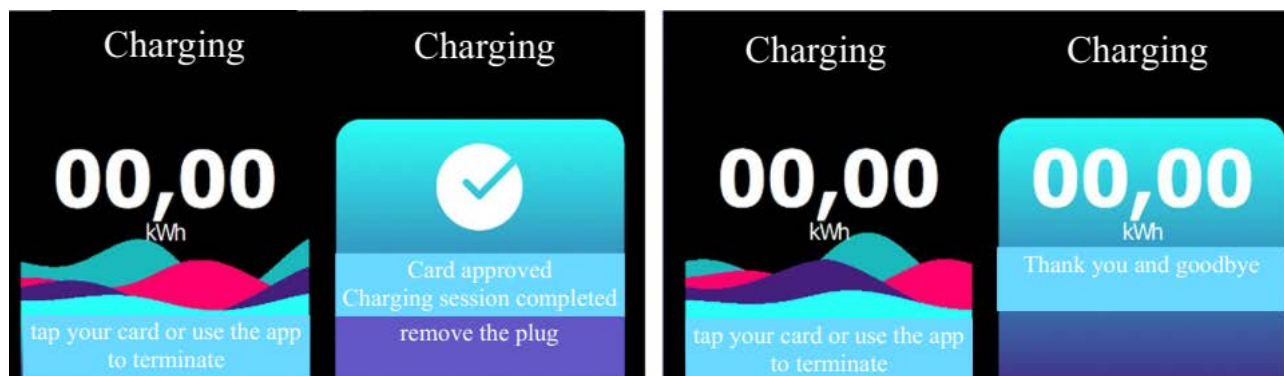 Charging
00,00
kWh
tap your card or use the app
to terminate
Charging
Card approved
Charging session completed
remove the plug
Charging
00,00
kWh
tap your card or use the app
to terminate
Charging
00,00
kWh
Thank you and goodbye